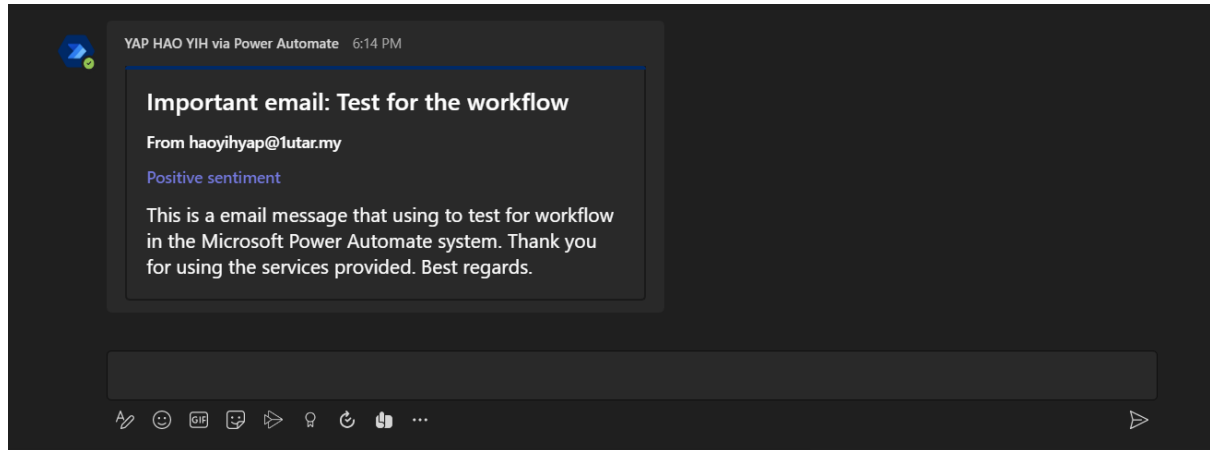 YAP HAO YIH via Power Automate 6:14 PM
Important email: Test for the workflow
From haoyihyap@1utar.my
Positive sentiment
This is a email message that using to test for workflow
in the Microsoft Power Automate system. Thank you
for using the services provided. Best regards.
GIF